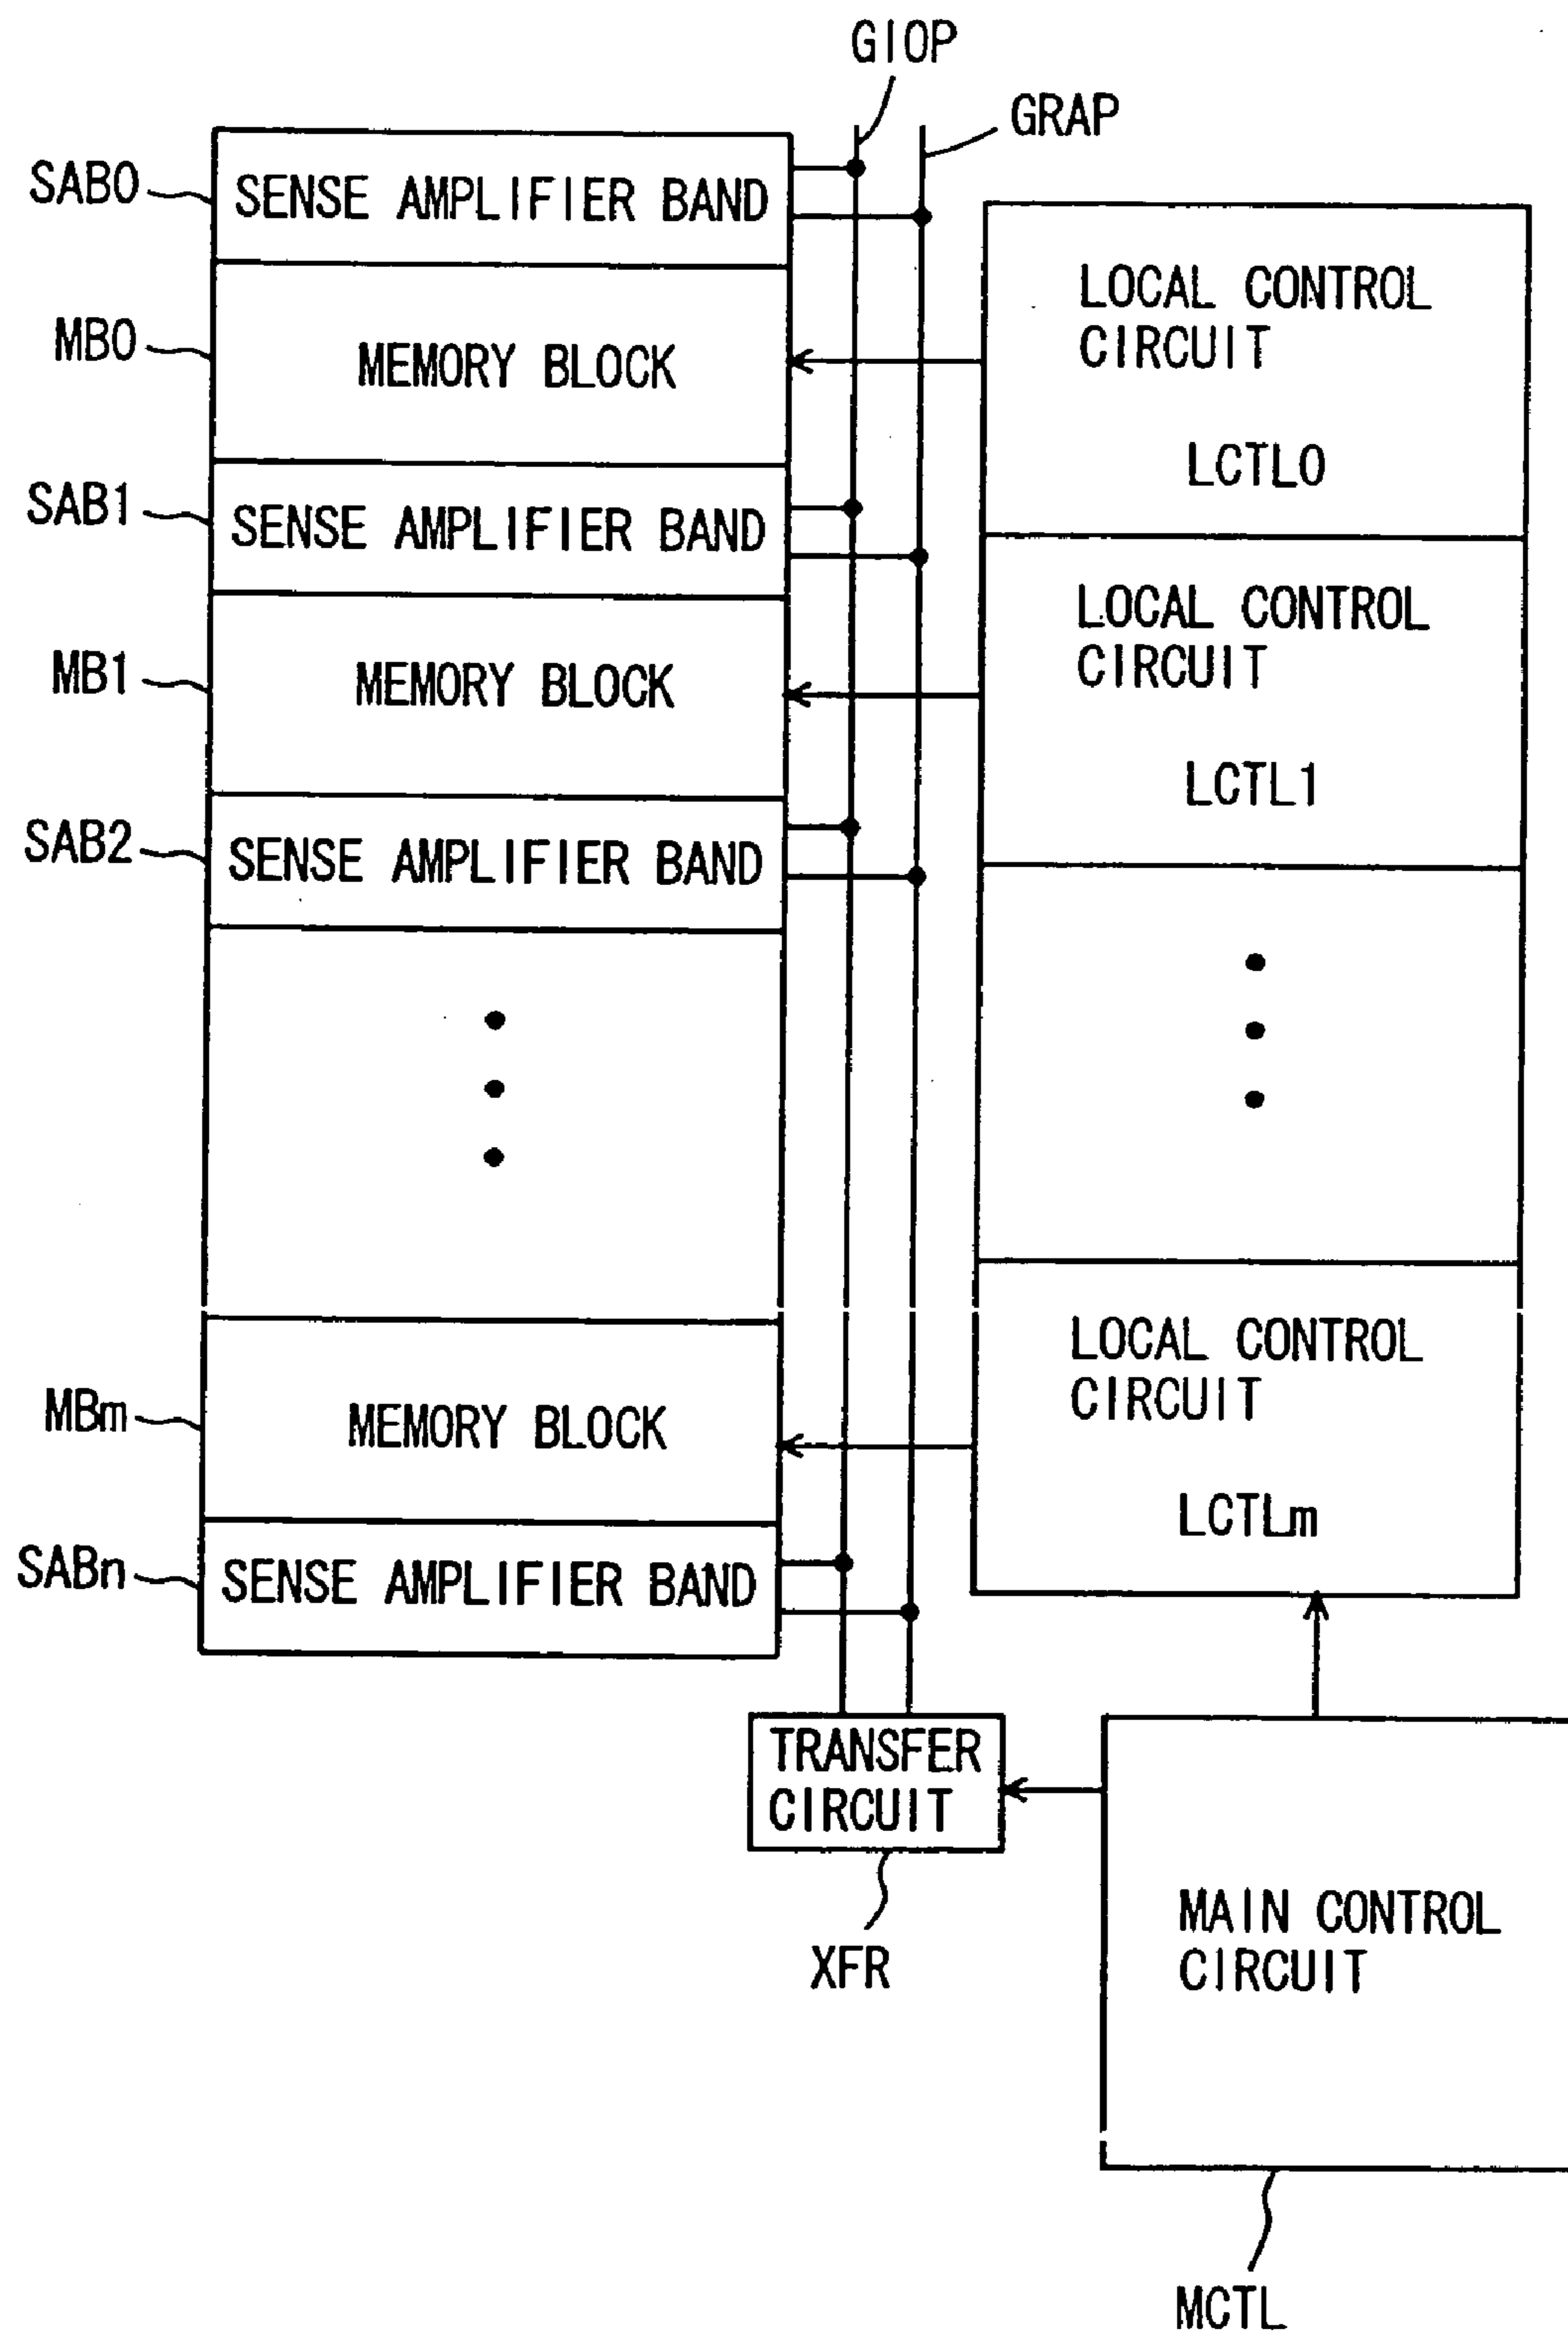 GIOP
GRAP
SAB0
SENSE AMPLIFIER BAND
LOCAL CONTROL
CIRCUIT
LCTL0
MB0
MEMORY BLOCK
SAB1
SENSE AMPLIFIER BAND
LOCAL CONTROL
CIRCUIT
LCTL1
MB1
MEMORY BLOCK
SAB2
SENSE AMPLIFIER BAND
LOCAL CONTROL
CIRCUIT
LCTLm
MBm
MEMORY BLOCK
SABn
SENSE AMPLIFIER BAND
TRANSFER
CIRCUIT
XFR
MAIN CONTROL
CIRCUIT
MCTL